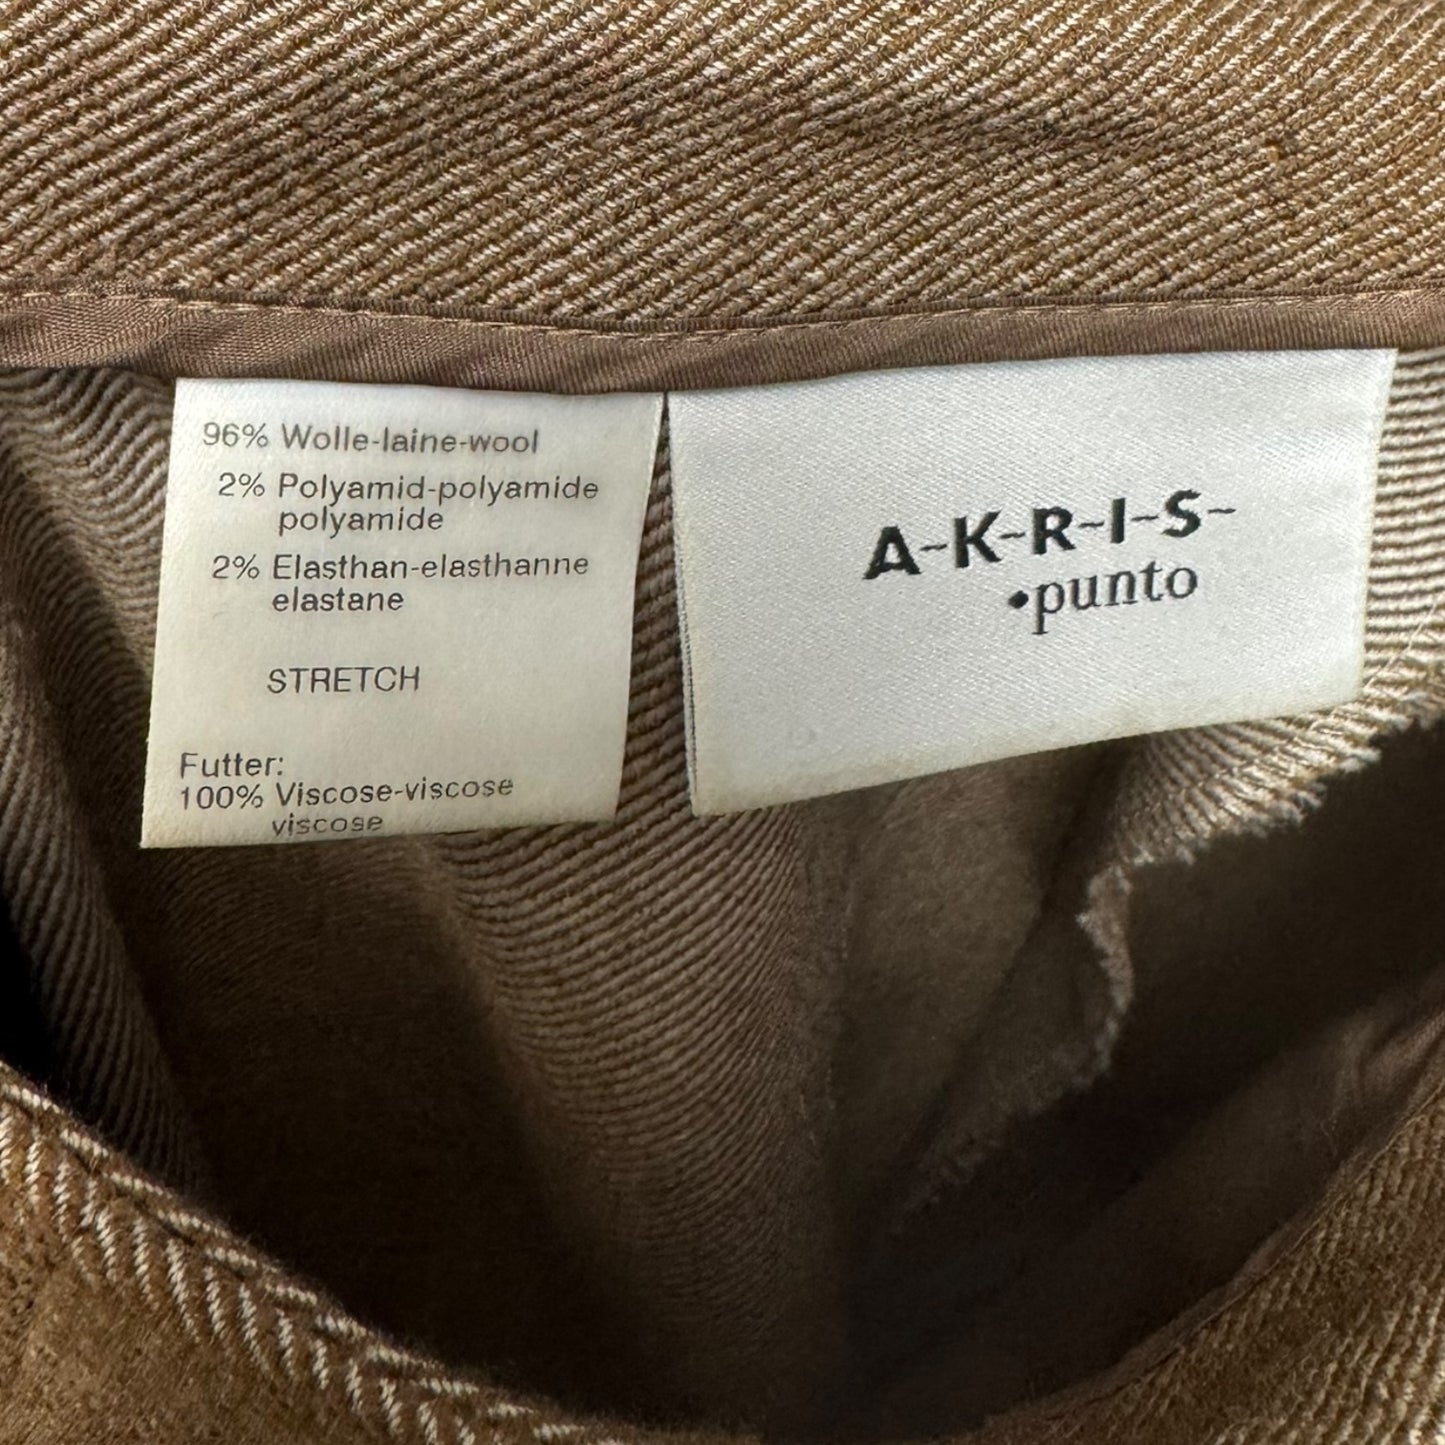 96% Wolle-laine-wool
2% Polyamid-polyamide
polyamide
2% Elasthan-elasthanne
elastane
STRETCH
Futter:
100% Viscose-viscose
viscose
A-K-R-I-S-
•punto